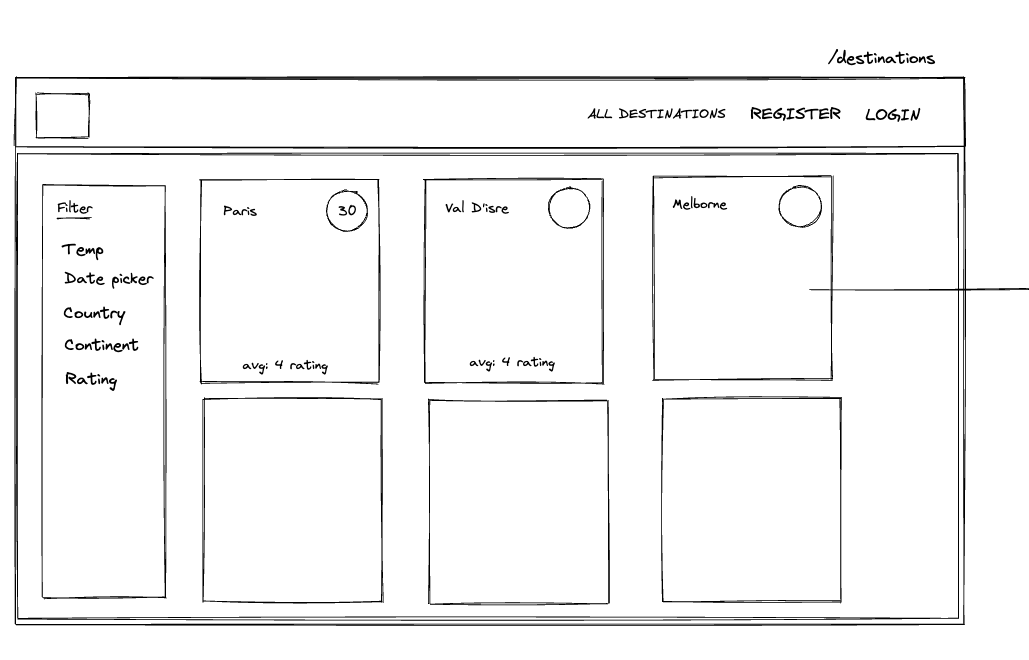 /destinations
ALL DESTINATIONS REGISTER LOGIN
Filter
Temp
Date picker
Country
Continent
Rating
Paris
30
avg: 4 rating
Val D'isre
avg: 4 rating
Melborne